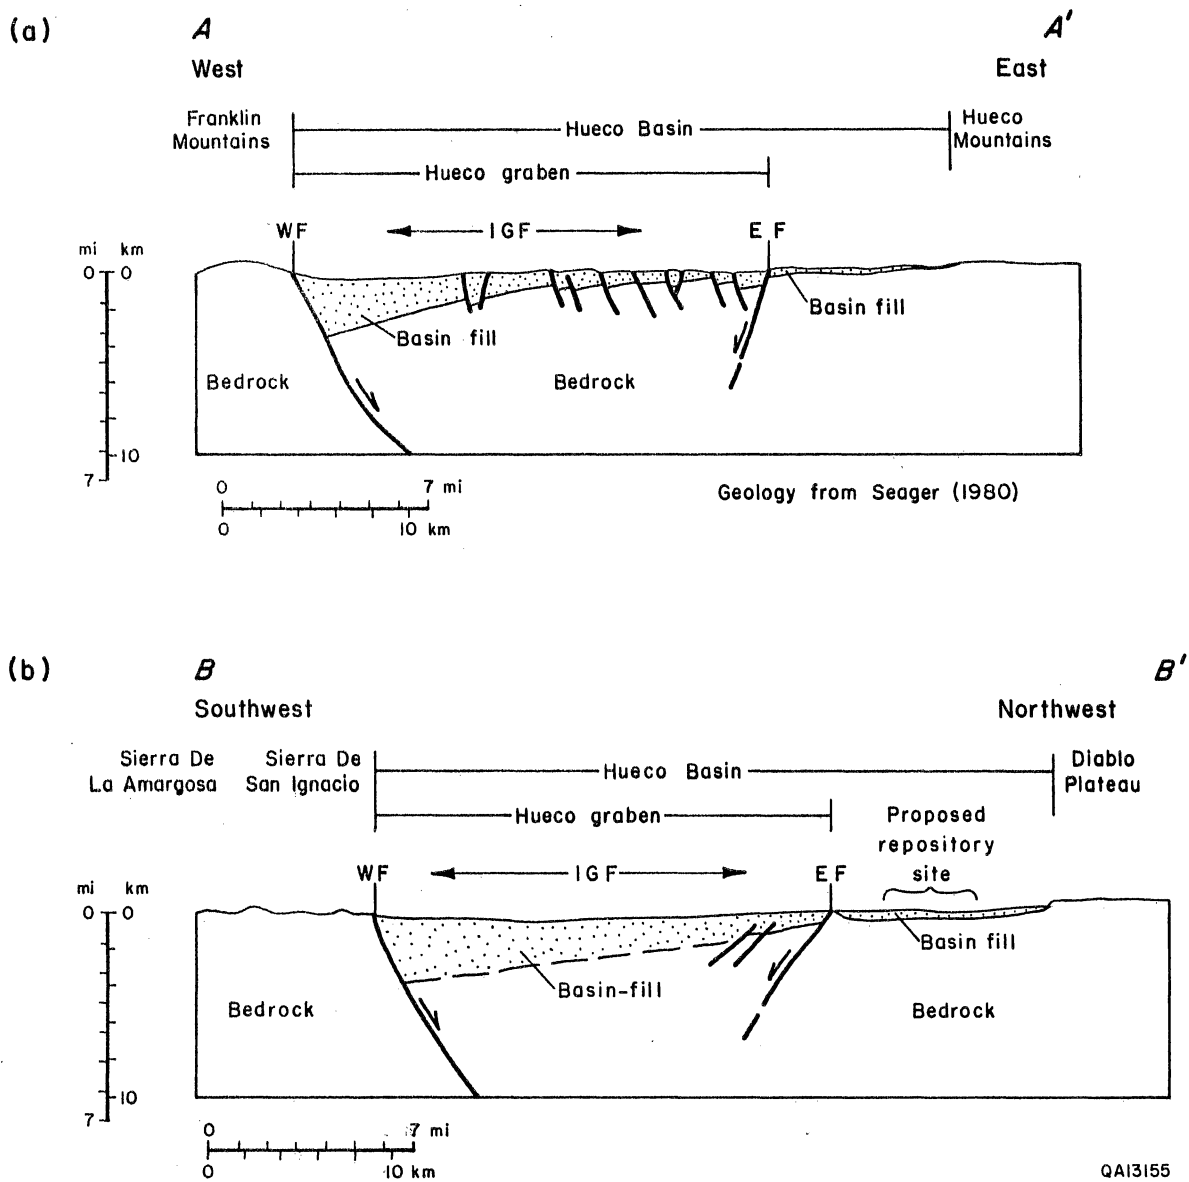 (a)
A
A'
West
East
Franklin
Mountains
Hueco Basin
Hueco
Mountains
Hueco graben
WF
IGF
E F
mi km
0 0
Basin fill
Basin fill
Bedrock
Bedrock
10
7
0 7 mi
0 10 km
Geology from Seager (1980)
(b)
B
B'
Southwest
Northwest
Sierra De
La Amargosa
Sierra De
San Ignacio
Hueco Basin
Diablo
Plateau
Hueco graben
Proposed
repository
site
WF
IGF
E F
mi km
0 0
Basin fill
Basin-fill
Bedrock
Bedrock
10
7
0 7 mi
0 10 km
QA13155